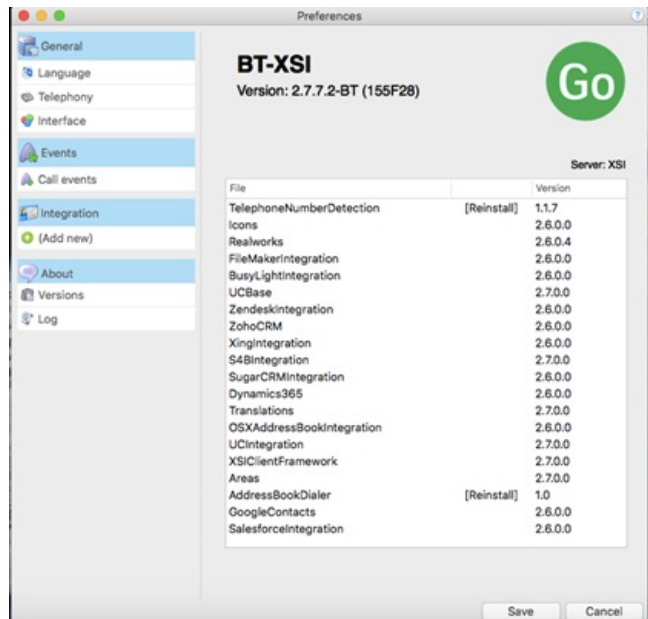 Preferences
?
General
Language
Telephony
Interface
Events
Call events
Integration
(Add new)
About
Versions
Log
BT-XSI
Version: 2.7.7.2-BT (155F28)
Go
Server: XSI
File Version
TelephoneNumberDetection [Reinstall] 1.1.7
Icons 2.6.0.0
Realworks 2.6.0.4
FileMakerIntegration 2.6.0.0
BusyLightIntegration 2.6.0.0
UCBase 2.7.0.0
ZendeskIntegration 2.6.0.0
ZohoCRM 2.6.0.0
XingIntegration 2.6.0.0
S4BIntegration 2.7.0.0
SugarCRMIntegration 2.6.0.0
Dynamics365 2.6.0.0
Translations 2.7.0.0
OSXAddressBookIntegration 2.6.0.0
UCIntegration 2.7.0.0
XSIClientFramework 2.7.0.0
Areas 2.7.0.0
AddressBookDialer [Reinstall] 1.0
GoogleContacts 2.6.0.0
SalesforceIntegration 2.6.0.0
Save Cancel